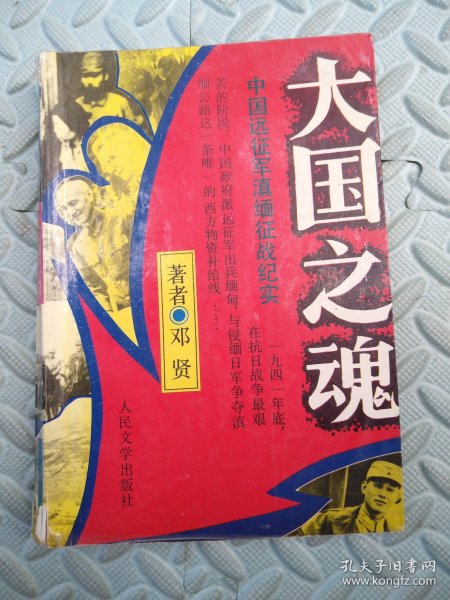 大国之魂
中国远征军滇缅征战纪实
一九四一年底，
在抗日战争最艰
苦的阶段，中国政府派远征军出兵缅甸，与侵缅日军争夺滇
缅公路这一条唯一的西方物资补给线……
著者 邓贤
人民文学出版社
孔夫子旧书网
www.kongfz.com